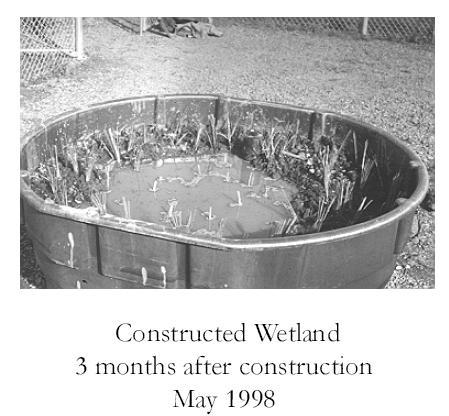 Constructed Wetland
3 months after construction
May 1998